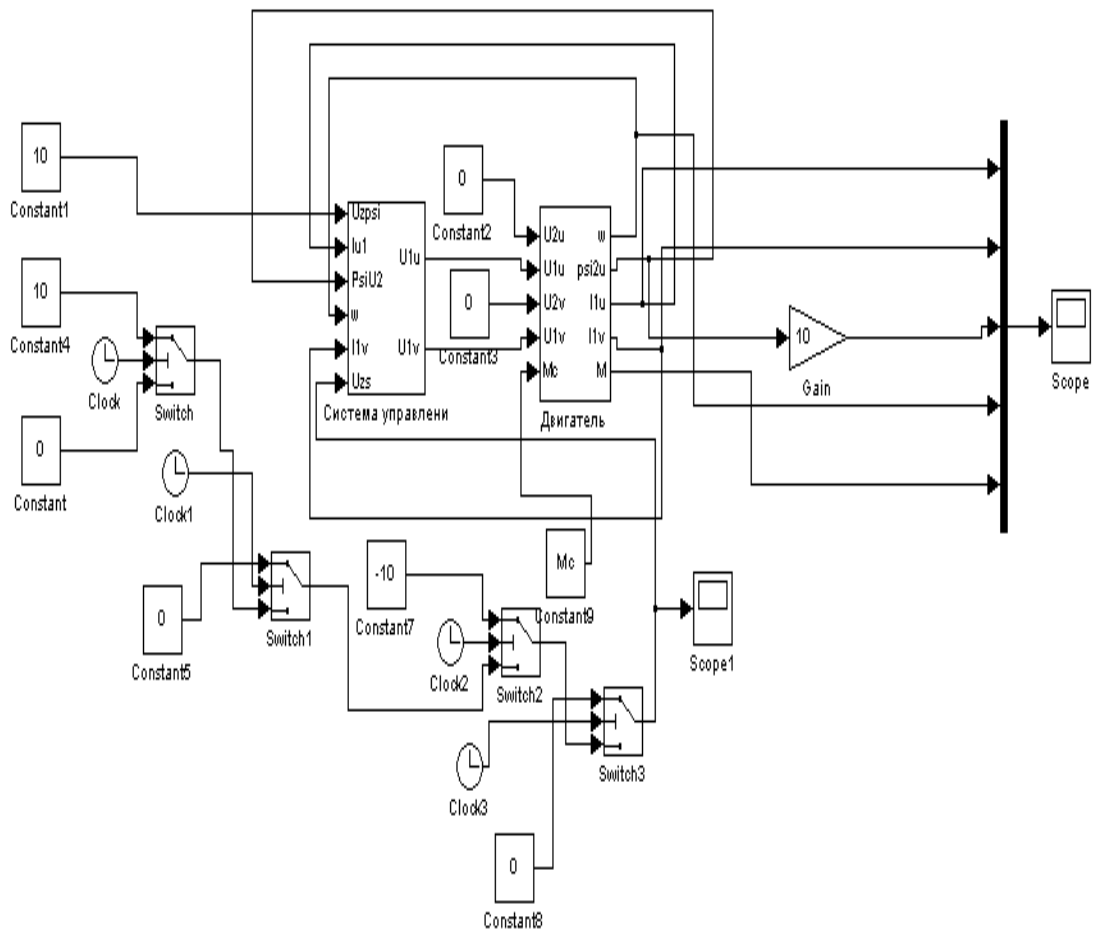 10
Constant1
10
Constant4
Clock
Switch
0
Constant
Clock1
0
Constant5
Switch1
Uzpsi
Iu1
PsiU2
w
I1v
Uzs
U1u
U1v
Система управлени
0
Constant2
0
Constant3
U2u
U1u
U2v
U1v
Mc
w
psi2u
I1u
I1v
M
Двигатель
10
Gain
Scope
-10
Constant7
Clock2
Switch2
Mc
Constant9
Scope1
Clock3
Switch3
0
Constant8